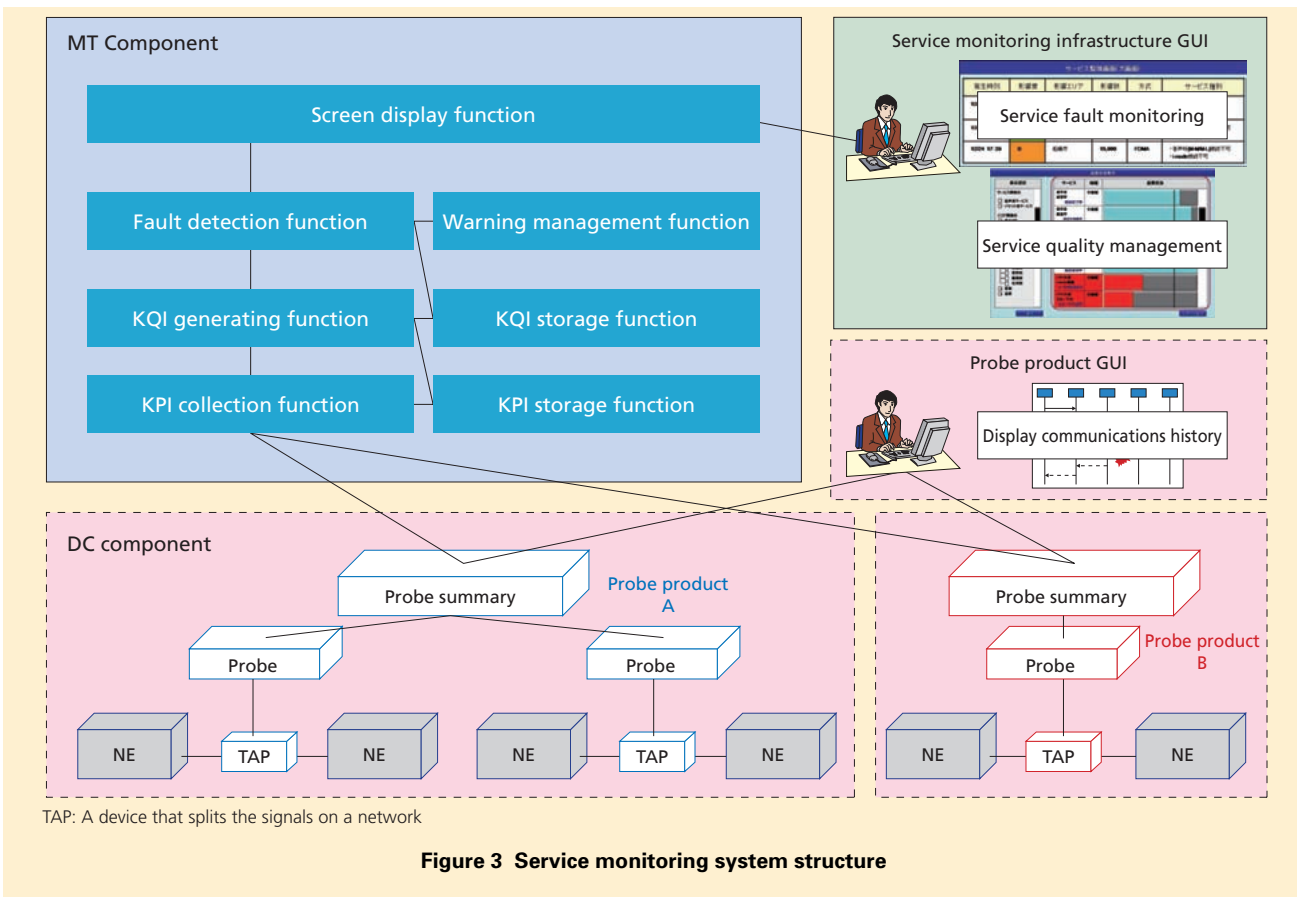 MT Component
Screen display function
Fault detection function
Warning management function
KQI generating function
KQI storage function
KPI collection function
KPI storage function
Service monitoring infrastructure GUI
Service fault monitoring
Service quality management
Probe product GUI
Display communications history
DC component
Probe summary
Probe product
A
Probe
Probe
NE
TAP
NE
NE
TAP
NE
Probe summary
Probe
Probe product
B
NE
TAP
NE
TAP: A device that splits the signals on a network
Figure 3 Service monitoring system structure